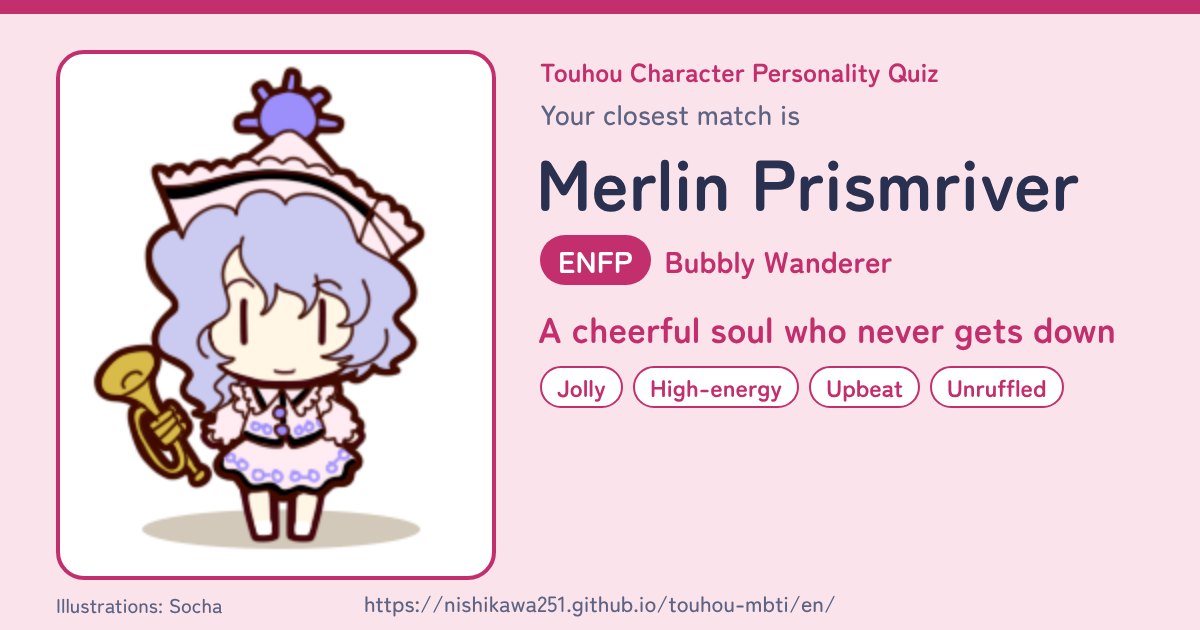 Touhou Character Personality Quiz
Your closest match is
Merlin Prismriver
ENFP Bubbly Wanderer
A cheerful soul who never gets down
Jolly High-energy Upbeat Unruffled
Illustrations: Socha https://nishikawa251.github.io/touhou-mbti/en/